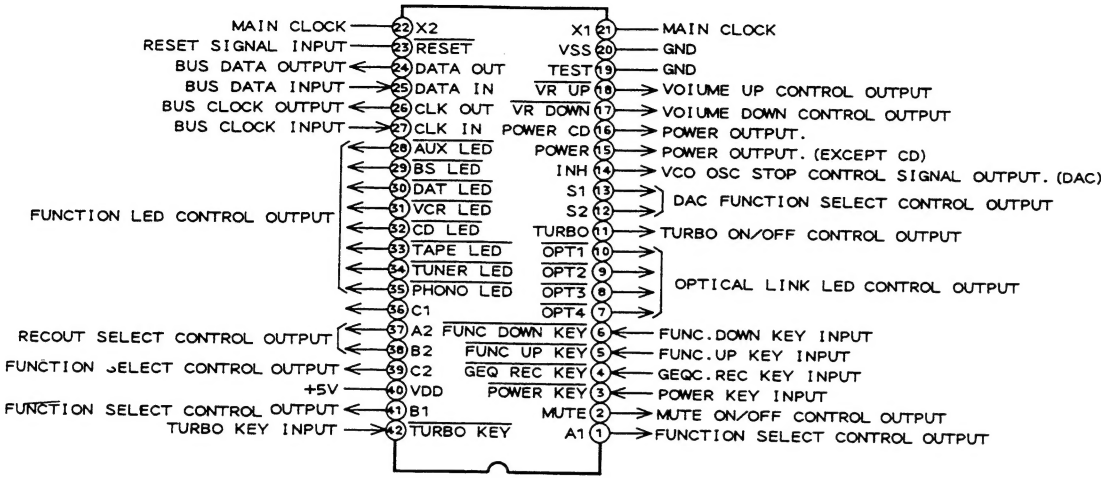 MAIN CLOCK 22 X2 X1 21 MAIN CLOCK
RESET SIGNAL INPUT 23 RESET VSS 20 GND
BUS DATA OUTPUT 24 DATA OUT TEST 19 GND
BUS DATA INPUT 25 DATA IN VR UP 18 VOIUME UP CONTROL OUTPUT
BUS CLOCK OUTPUT 26 CLK OUT VR DOWN 17 VOIUME DOWN CONTROL OUTPUT
BUS CLOCK INPUT 27 CLK IN POWER CD 16 POWER OUTPUT.
28 AUX LED POWER 15 POWER OUTPUT. (EXCEPT CD)
29 BS LED INH 14 VCO OSC STOP CONTROL SIGNAL OUTPUT. (DAC)
30 DAT LED S1 13
DAC FUNCTION SELECT CONTROL OUTPUT
FUNCTION LED CONTROL OUTPUT
31 VCR LED S2 12
32 CD LED TURBO 11 TURBO ON/OFF CONTROL OUTPUT
33 TAPE LED OPT1 10
34 TUNER LED OPT2 9
OPTICAL LINK LED CONTROL OUTPUT
35 PHONO LED OPT3 8
36 C1 OPT4 7
RECOUT SELECT CONTROL OUTPUT
37 A2 FUNC DOWN KEY 6 FUNC.DOWN KEY INPUT
38 B2 FUNC UP KEY 5 FUNC.UP KEY INPUT
FUNCTION SELECT CONTROL OUTPUT 39 C2 GEQ REC KEY 4 GEQC.REC KEY INPUT
+5V 40 VDD POWER KEY 3 POWER KEY INPUT
FUNCTION SELECT CONTROL OUTPUT 41 B1 MUTE 2 MUTE ON/OFF CONTROL OUTPUT
TURBO KEY INPUT 42 TURBO KEY A1 1 FUNCTION SELECT CONTROL OUTPUT